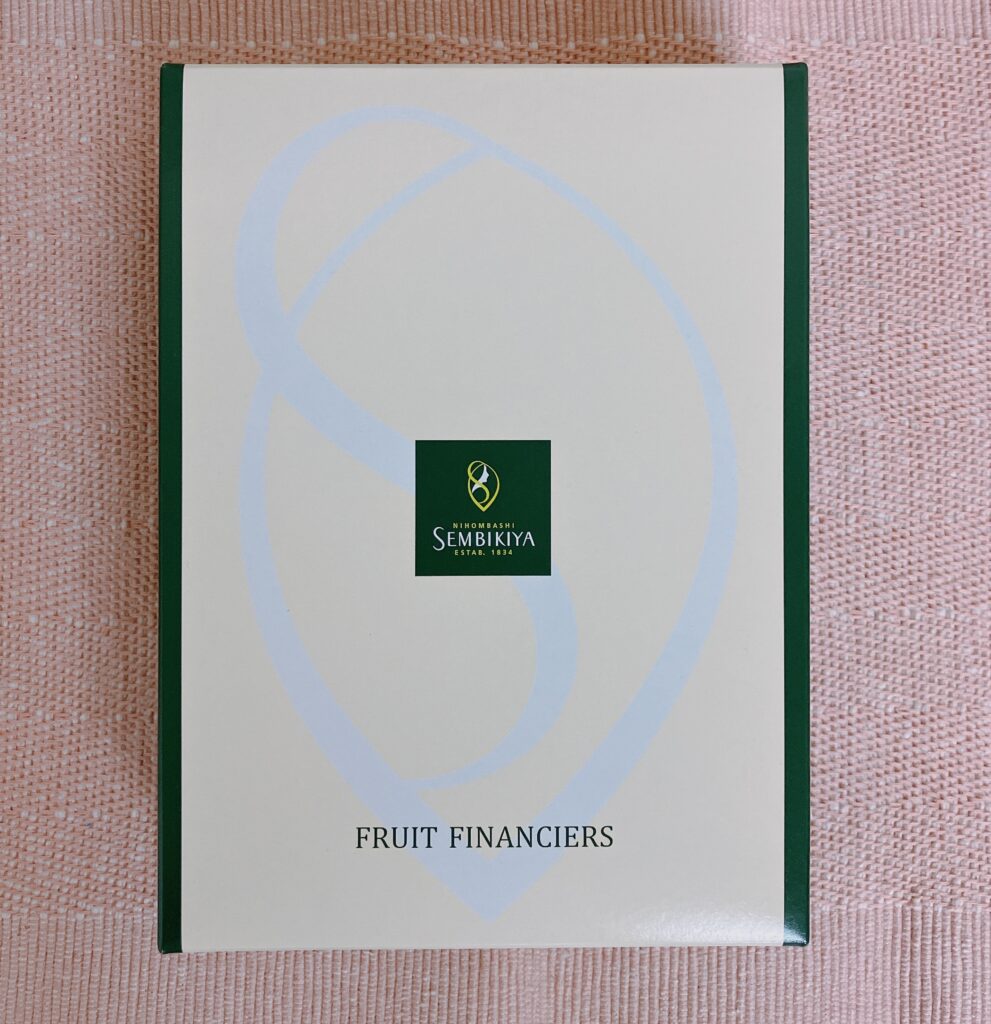 NIHOMBASHI
SEMBIKIYA
ESTAB. 1834
FRUIT FINANCIERS